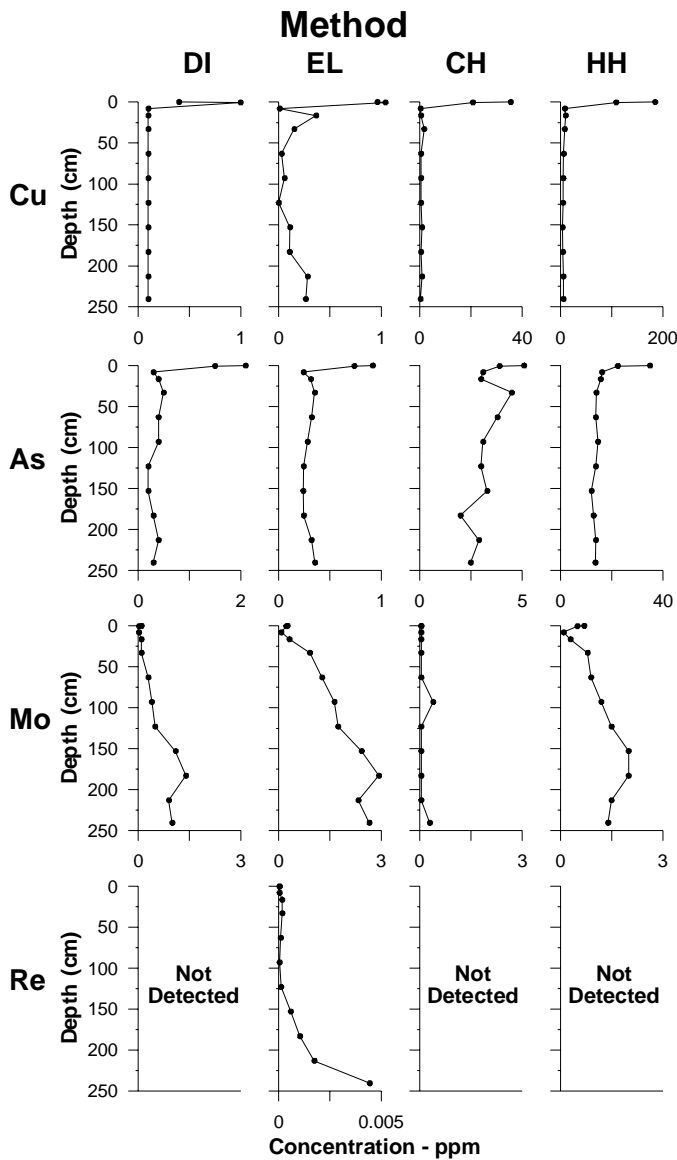 Method
DI EL CH HH
Cu
Depth (cm)
0
50
100
150
200
250
0 1 0 1 0 40 0 200
As
Depth (cm)
0
50
100
150
200
250
0 2 0 1 0 5 0 40
Mo
Depth (cm)
0
50
100
150
200
250
0 3 0 3 0 3 0 3
Re
Depth (cm)
0
50
100
150
200
250
Not
Detected
Not
Detected
Not
Detected
0 0.005
Concentration - ppm